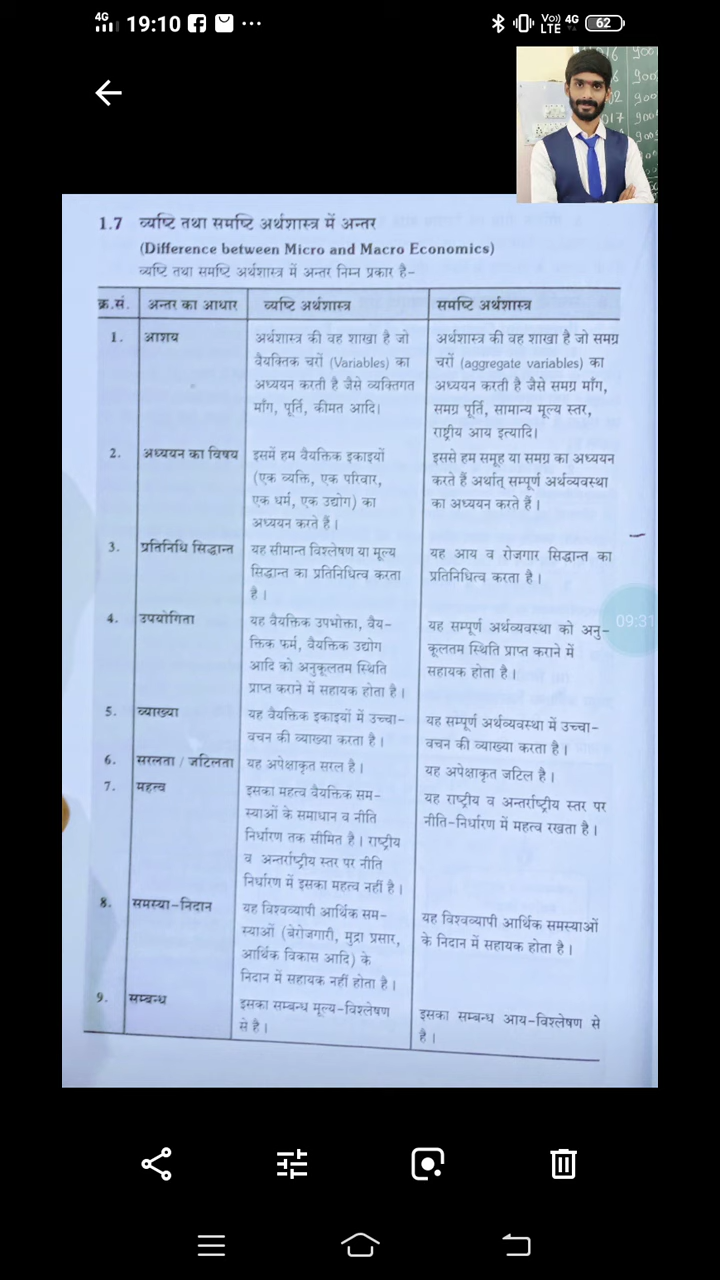 4G 19:10 ... Vo)) LTE 4G 62
1.7 व्यष्टि तथा समष्टि अर्थशास्त्र में अन्तर
(Difference between Micro and Macro Economics)
व्यष्टि तथा समष्टि अर्थशास्त्र में अन्तर निम्न प्रकार है-
क्र.सं. अन्तर का आधार व्यष्टि अर्थशास्त्र समष्टि अर्थशास्त्र
1. आशय
अर्थशास्त्र की वह शाखा है जो
वैयक्तिक चरों (Variables) का
अध्ययन करती है जैसे व्यक्तिगत
माँग, पूर्ति, कीमत आदि।
अर्थशास्त्र की वह शाखा है जो समग्र
चरों (aggregate variables) का
अध्ययन करती है जैसे समग्र माँग,
समग्र पूर्ति, सामान्य मूल्य स्तर,
राष्ट्रीय आय इत्यादि।
2. अध्ययन का विषय
इसमें हम वैयक्तिक इकाइयों
(एक व्यक्ति, एक परिवार,
एक धर्म, एक उद्योग) का
अध्ययन करते हैं।
इससे हम समूह या समग्र का अध्ययन
करते हैं अर्थात् सम्पूर्ण अर्थव्यवस्था
का अध्ययन करते हैं।
3. प्रतिनिधि सिद्धान्त
यह सीमान्त विश्लेषण या मूल्य
सिद्धान्त का प्रतिनिधित्व करता
है।
यह आय व रोजगार सिद्धान्त का
प्रतिनिधित्व करता है।
4. उपयोगिता
यह वैयक्तिक उपभोक्ता, वैय-
क्तिक फर्म, वैयक्तिक उद्योग
आदि को अनुकूलतम स्थिति
प्राप्त कराने में सहायक होता है।
यह सम्पूर्ण अर्थव्यवस्था को अनु-
कूलतम स्थिति प्राप्त कराने में
सहायक होता है।
09:31
5. व्याख्या
यह वैयक्तिक इकाइयों में उच्चा-
वचन की व्याख्या करता है।
यह सम्पूर्ण अर्थव्यवस्था में उच्चा-
वचन की व्याख्या करता है।
6. सरलता / जटिलता
यह अपेक्षाकृत सरल है।
यह अपेक्षाकृत जटिल है।
7. महत्व
इसका महत्व वैयक्तिक सम-
स्याओं के समाधान व नीति
निर्धारण तक सीमित है। राष्ट्रीय
व अन्तर्राष्ट्रीय स्तर पर नीति
निर्धारण में इसका महत्व नहीं है।
यह राष्ट्रीय व अन्तर्राष्ट्रीय स्तर पर
नीति-निर्धारण में महत्व रखता है।
8. समस्या-निदान
यह विश्वव्यापी आर्थिक सम-
स्याओं (बेरोजगारी, मुद्रा प्रसार,
आर्थिक विकास आदि) के
निदान में सहायक नहीं होता है।
यह विश्वव्यापी आर्थिक समस्याओं
के निदान में सहायक होता है।
9. सम्बन्ध
इसका सम्बन्ध मूल्य-विश्लेषण
से है।
इसका सम्बन्ध आय-विश्लेषण से
है।